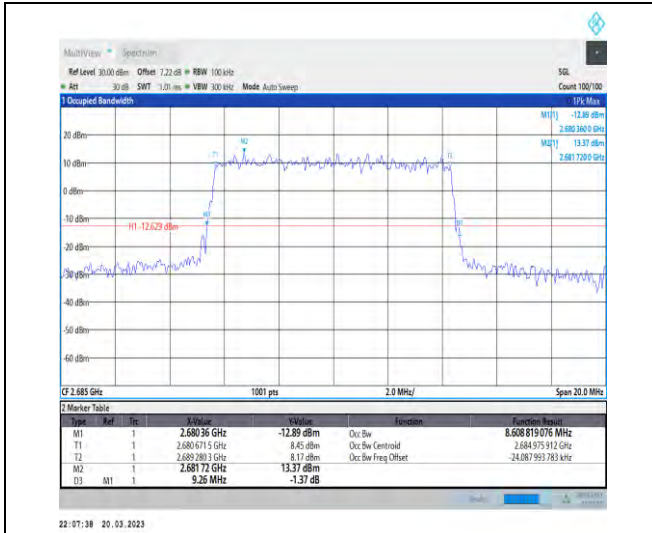 MultiView Spectrum
Ref Level 30.00 dBm Offset 7.22 dB RBW 100 kHz SGL
Att 30 dB SWT 1.01 ms VBW 300 kHz Mode Auto Sweep Count 100/100
1 Occupied Bandwidth 1Pk Max
M1[1] -12.89 dBm
2.680 360 0 GHz
M2[1] 13.37 dBm
2.681 720 0 GHz
20 dBm
M2
T1 T2
10 dBm
0 dBm
-10 dBm
M1
H1 -12.629 dBm
-20 dBm
-30 dBm
-40 dBm
-50 dBm
-60 dBm
CF 2.685 GHz 1001 pts 2.0 MHz/ Span 20.0 MHz
2 Marker Table
Type Ref Trc X-Value Y-Value Function Function Result
M1 1 2.68036 GHz -12.89 dBm Occ Bw 8.608 819 076 MHz
T1 1 2.680 671 5 GHz 8.45 dBm Occ Bw Centroid 2.684 975 912 GHz
T2 1 2.689 280 3 GHz 8.17 dBm Occ Bw Freq Offset -24.087 993 783 kHz
M2 1 2.681 72 GHz 13.37 dBm
D3 M1 1 9.26 MHz -1.37 dB
22:07:38 20.03.2023